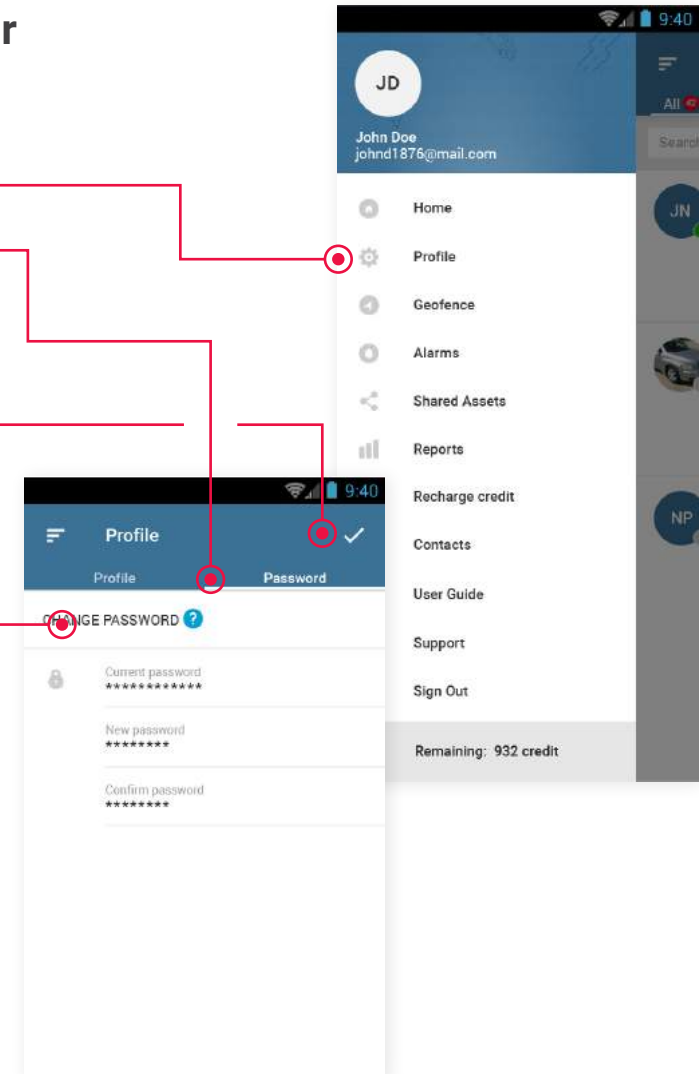 r
9:40
JD
John Doe
johnd1876@mail.com
All 42
Search
JN
Home
Profile
Geofence
Alarms
Shared Assets
Reports
Recharge credit
Contacts
User Guide
Support
Sign Out
Remaining: 932 credit
NP
9:40
Profile
Profile
Password
CHANGE PASSWORD ?
Current password
************
New password
********
Confirm password
********